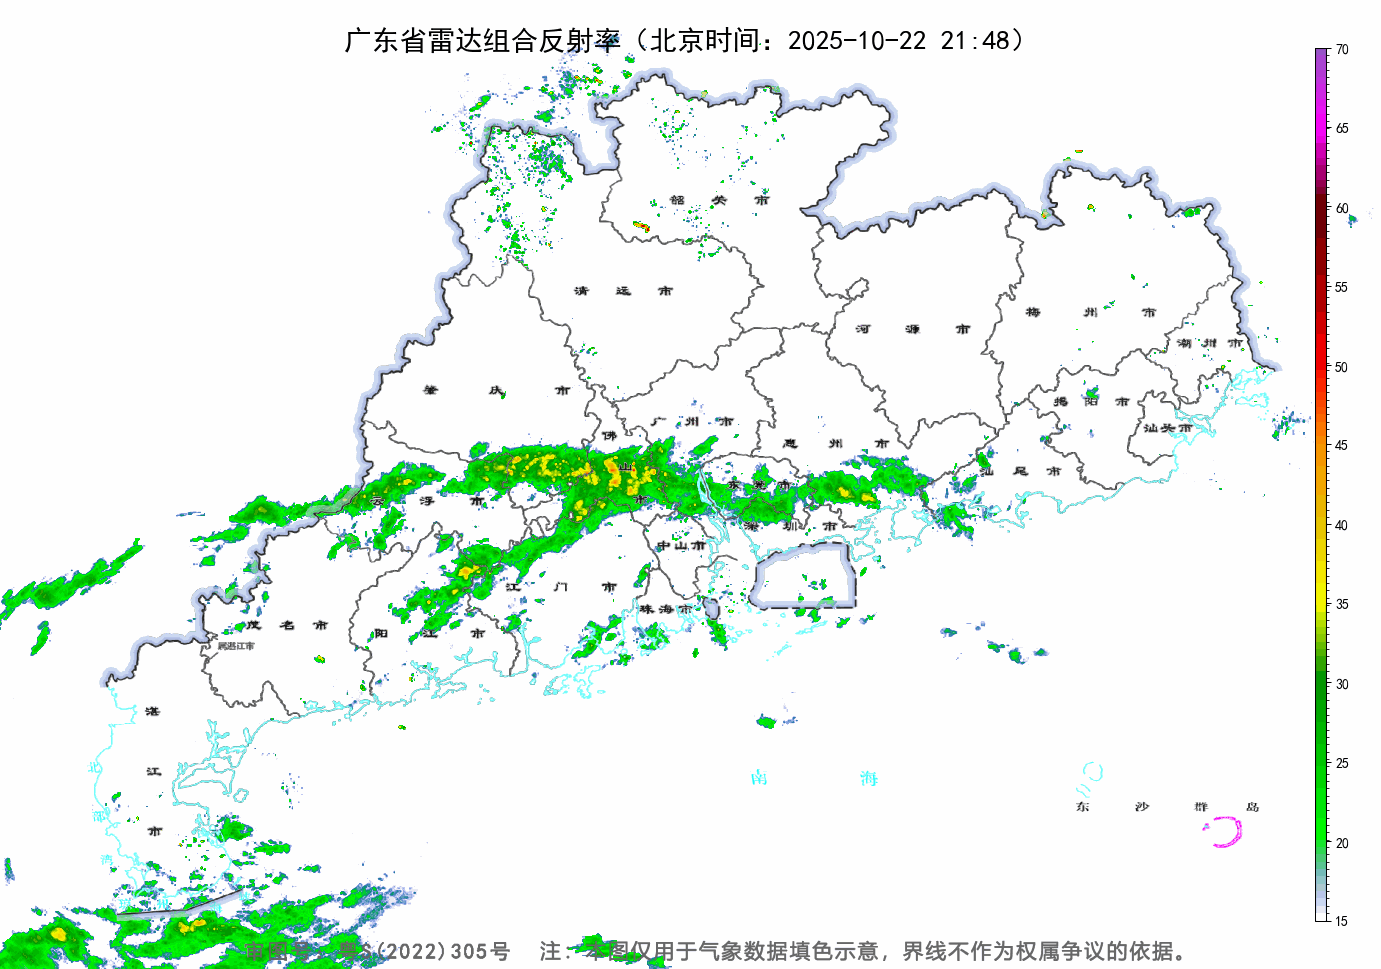 广东省雷达组合反射率（北京时间：2025-10-22 21:48）
70
65
60
55
50
45
40
35
30
25
20
15
韶关市
清远市
河源市
梅州市
潮州市
肇庆市
广州市
佛山市
惠州市
揭阳市
汕头市
汕尾市
云浮市
东莞市
深圳市
中山市
江门市
珠海市
茂名市
阳江市
属湛江市
湛江市
北部湾
南海
东沙群岛
审图号：粤S(2022)305号 注：本图仅用于气象数据填色示意，界线不作为权属争议的依据。